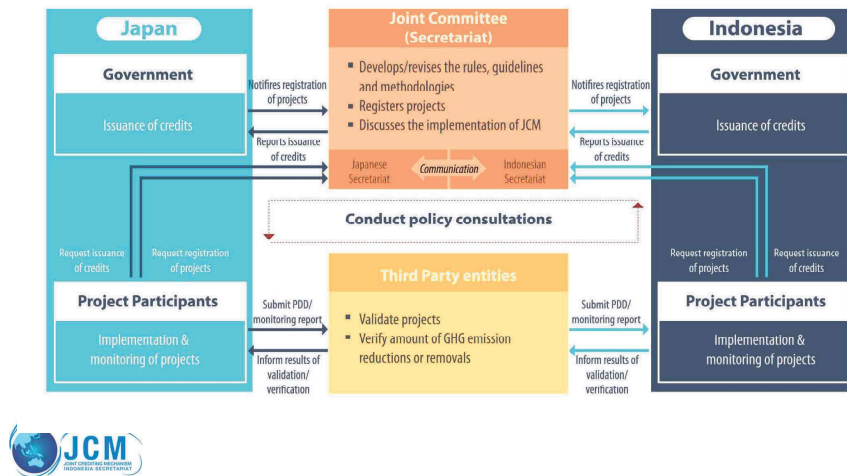 Japan
Government
Issuance of credits
Notifires registration
of projects
Reports issuance
of credits
Joint Committee
(Secretariat)
Develops/revises the rules, guidelines
and methodologies
Registers projects
Discusses the implementation of JCM
Japanese
Secretariat
Communication
Indonesian
Secretariat
Notifires registration
of projects
Reports issuance
of credits
Indonesia
Government
Issuance of credits
Conduct policy consultations
Request issuance
of credits
Request registration
of projects
Request registration
of projects
Request issuance
of credits
Project Participants
Implementation &
monitoring of projects
Submit PDD/
monitoring report
Inform results of
validation/
verification
Third Party entities
Validate projects
Verify amount of GHG emission
reductions or removals
Submit PDD/
monitoring report
Inform results of
validation/
verification
Project Participants
Implementation &
monitoring of projects
JCM
JOINT CREDITING MECHANISM
INDONESIA SECRETARIAT